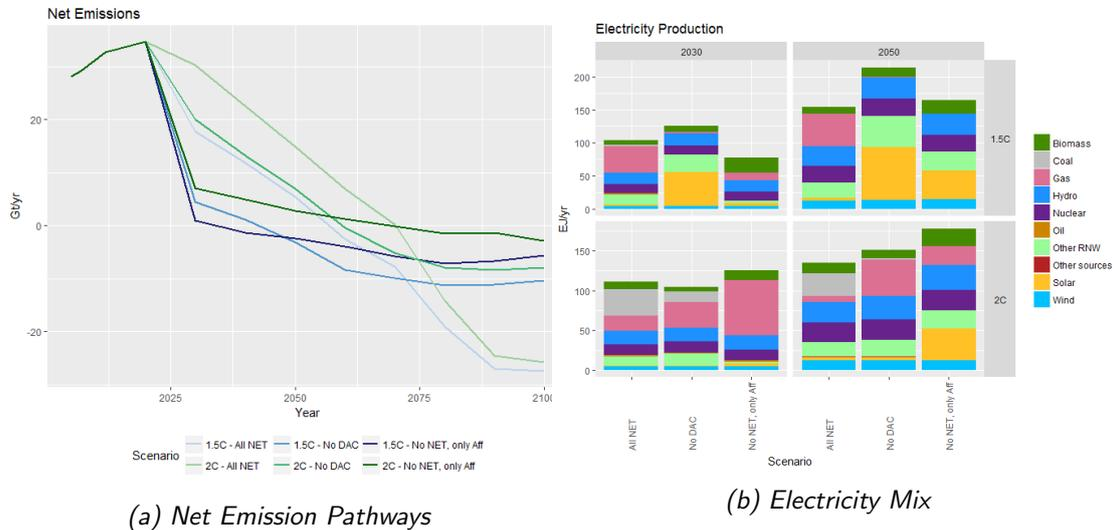 Net Emissions
Gt/yr
20
0
-20
2025
2050
2075
2100
Year
Scenario
1.5C - All NET
1.5C - No DAC
1.5C - No NET, only Aff
2C - All NET
2C - No DAC
2C - No NET, only Aff
(a) Net Emission Pathways
Electricity Production
2030
2050
EJ/yr
200
150
100
50
0
1.5C
150
100
50
0
2C
All NET
No DAC
No NET, only Aff
All NET
No DAC
No NET, only Aff
Scenario
Biomass
Coal
Gas
Hydro
Nuclear
Oil
Other RNW
Other sources
Solar
Wind
(b) Electricity Mix